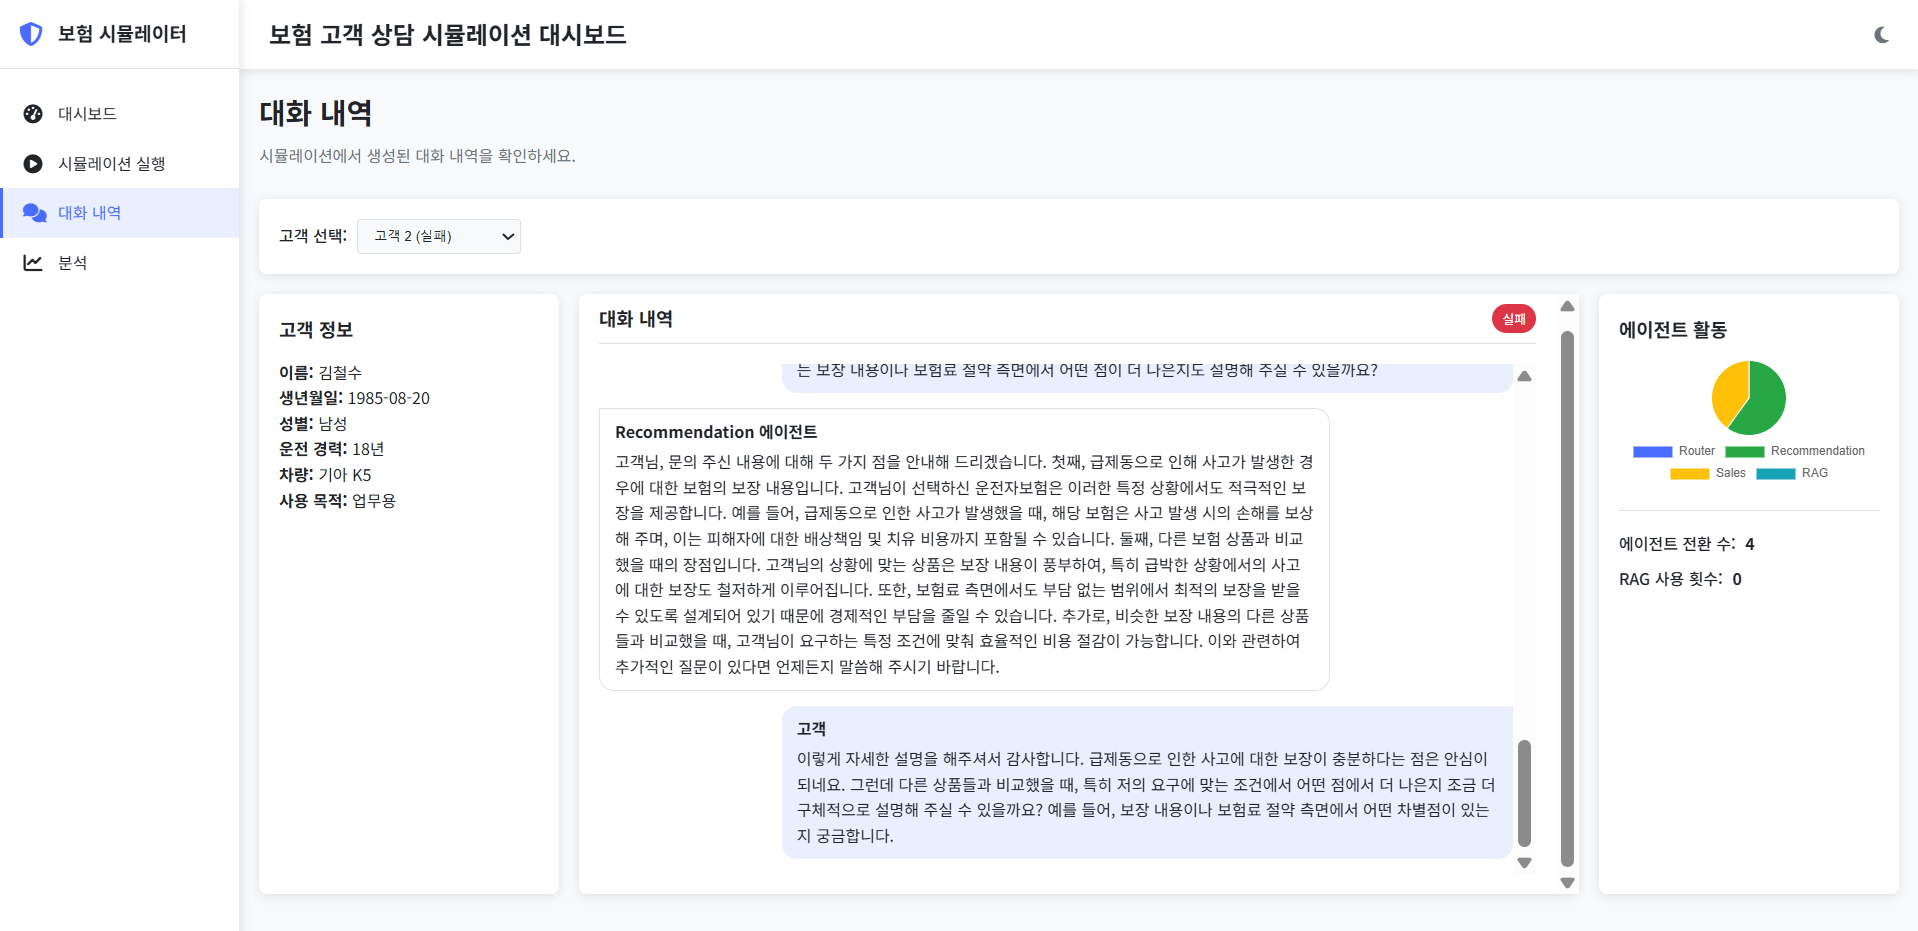 보험 시뮬레이터
보험 고객 상담 시뮬레이션 대시보드
대시보드
시뮬레이션 실행
대화 내역
분석
대화 내역
시뮬레이션에서 생성된 대화 내역을 확인하세요.
고객 선택:
고객 2 (실패)
고객 정보
이름: 김철수
생년월일: 1985-08-20
성별: 남성
운전 경력: 18년
차량: 기아 K5
사용 목적: 업무용
대화 내역
실패
는 보장 내용이나 보험료 절약 측면에서 어떤 점이 더 나은지도 설명해 주실 수 있을까요?
Recommendation 에이전트
고객님, 문의 주신 내용에 대해 두 가지 점을 안내해 드리겠습니다. 첫째, 급제동으로 인해 사고가 발생한 경
우에 대한 보험의 보장 내용입니다. 고객님이 선택하신 운전자보험은 이러한 특정 상황에서도 적극적인 보
장을 제공합니다. 예를 들어, 급제동으로 인한 사고가 발생했을 때, 해당 보험은 사고 발생 시의 손해를 보상
해 주며, 이는 피해자에 대한 배상책임 및 치유 비용까지 포함될 수 있습니다. 둘째, 다른 보험 상품과 비교
했을 때의 장점입니다. 고객님의 상황에 맞는 상품은 보장 내용이 풍부하여, 특히 급박한 상황에서의 사고
에 대한 보장도 철저하게 이루어집니다. 또한, 보험료 측면에서도 부담 없는 범위에서 최적의 보장을 받을
수 있도록 설계되어 있기 때문에 경제적인 부담을 줄일 수 있습니다. 추가로, 비슷한 보장 내용의 다른 상품
들과 비교했을 때, 고객님이 요구하는 특정 조건에 맞춰 효율적인 비용 절감이 가능합니다. 이와 관련하여
추가적인 질문이 있다면 언제든지 말씀해 주시기 바랍니다.
고객
이렇게 자세한 설명을 해주셔서 감사합니다. 급제동으로 인한 사고에 대한 보장이 충분하다는 점은 안심이
되네요. 그런데 다른 상품들과 비교했을 때, 특히 저의 요구에 맞는 조건에서 어떤 점에서 더 나은지 조금 더
구체적으로 설명해 주실 수 있을까요? 예를 들어, 보장 내용이나 보험료 절약 측면에서 어떤 차별점이 있는
지 궁금합니다.
에이전트 활동
Router
Recommendation
Sales
RAG
에이전트 전환 수: 4
RAG 사용 횟수: 0